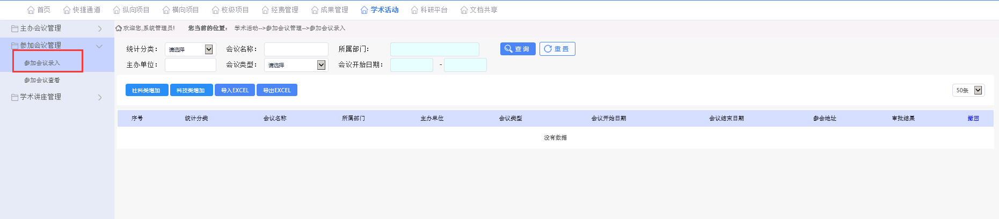 首页 快捷通道 纵向项目 横向项目 校级项目 经费管理 成果管理 学术活动 科研平台 文档共享
主办会议管理
参加会议管理
参加会议录入
参加会议查看
学术讲座管理
欢迎您,系统管理员! 您当前的位置： 学术活动-->参加会议管理-->参加会议录入
统计分类： 请选择 会议名称： 所属部门： 查 询 重 置
主办单位： 会议类型： 请选择 会议开始日期： -
社科类增加 科技类增加 导入EXCEL 导出EXCEL 50条
序号 统计分类 会议名称 所属部门 主办单位 会议类型 会议开始日期 会议结束日期 参会地址 审批结果 撤回
没有数据